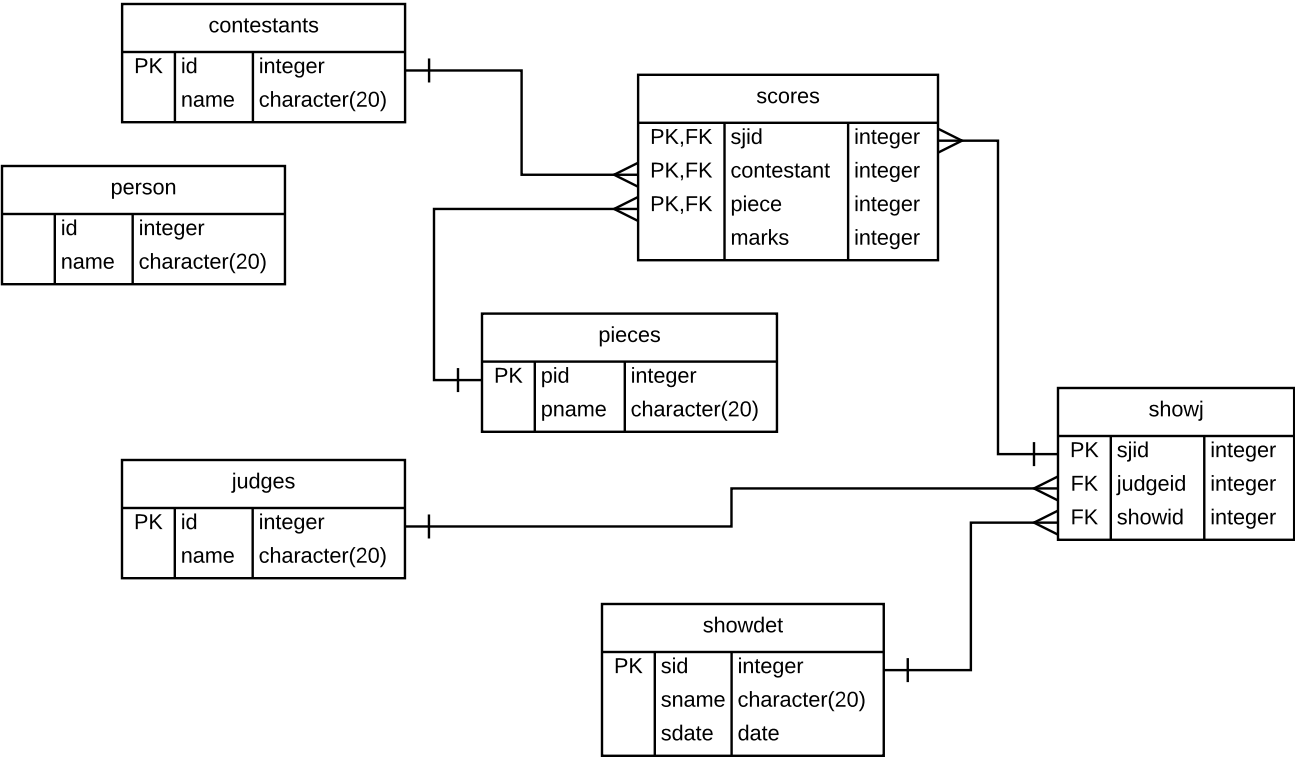 contestants
PK id integer
name character(20)
person
id integer
name character(20)
scores
PK,FK sjid integer
PK,FK contestant integer
PK,FK piece integer
marks integer
pieces
PK pid integer
pname character(20)
showj
PK sjid integer
FK judgeid integer
FK showid integer
judges
PK id integer
name character(20)
showdet
PK sid integer
sname character(20)
sdate date